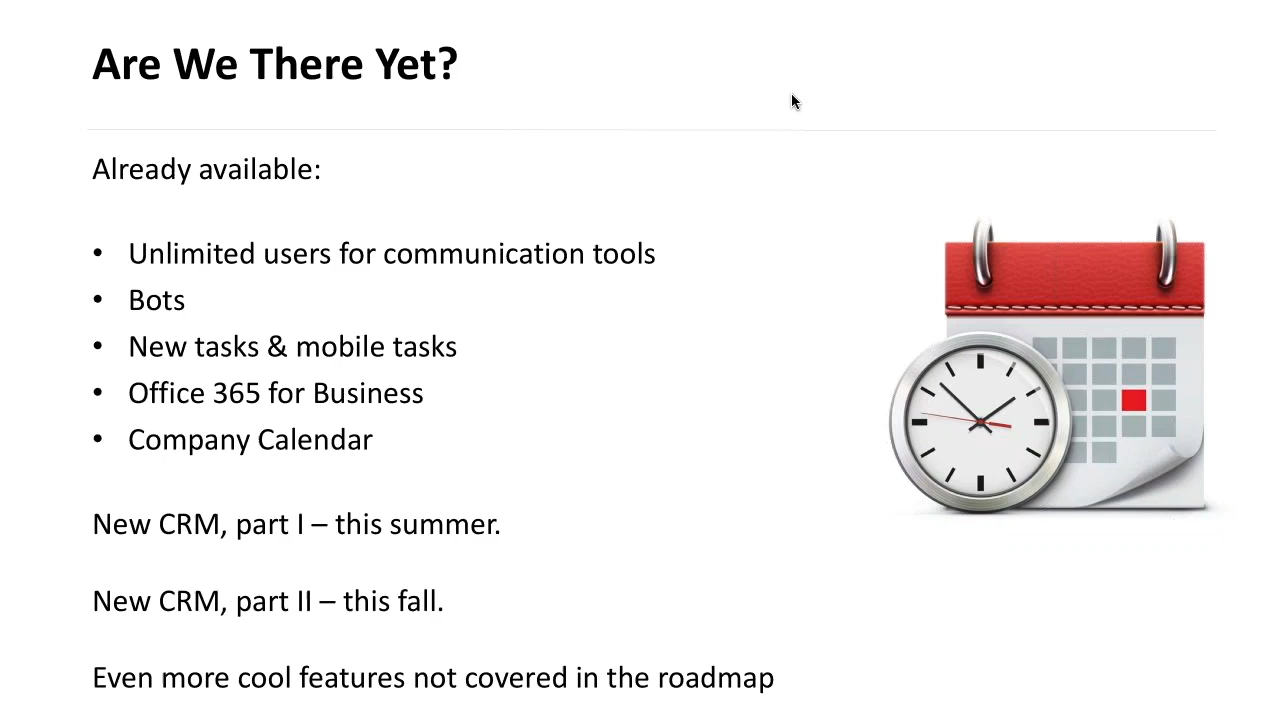 Are We There Yet?
Already available:
• Unlimited users for communication tools
• Bots
• New tasks & mobile tasks
• Office 365 for Business
• Company Calendar
New CRM, part I – this summer.
New CRM, part II – this fall.
Even more cool features not covered in the roadmap